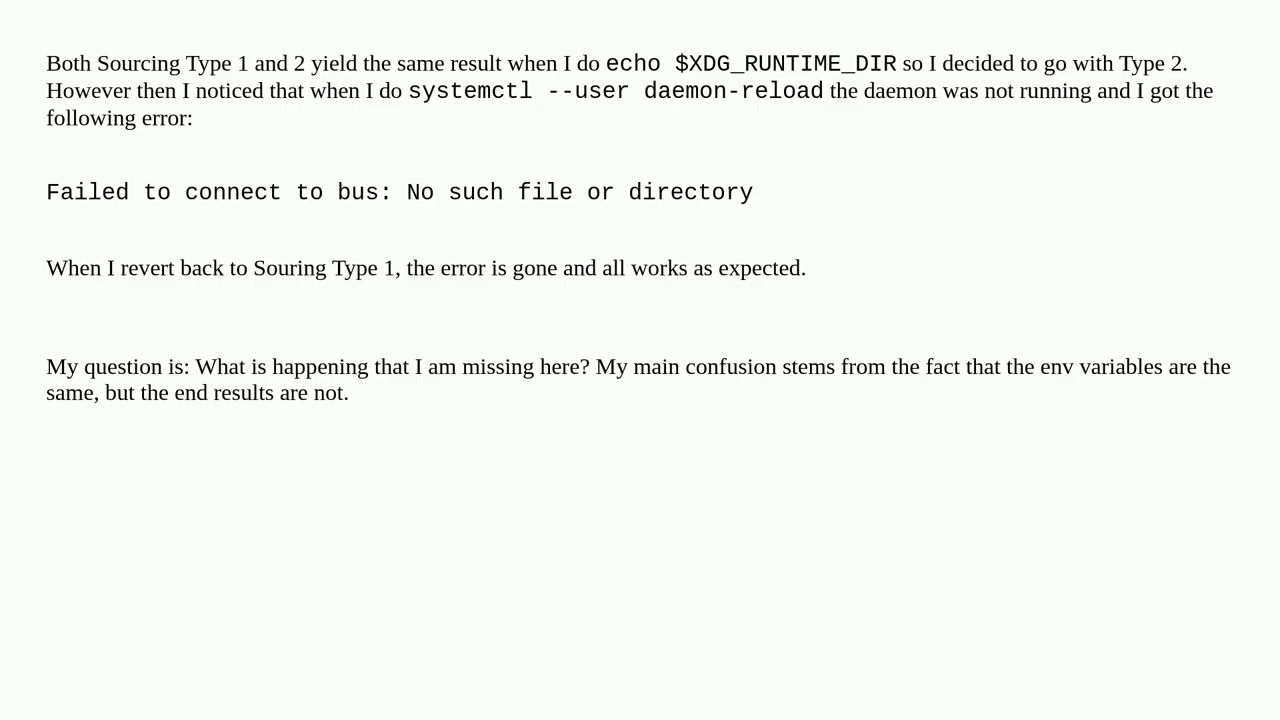 Both Sourcing Type 1 and 2 yield the same result when I do echo $XDG_RUNTIME_DIR so I decided to go with Type 2.
However then I noticed that when I do systemctl --user daemon-reload the daemon was not running and I got the
following error:
Failed to connect to bus: No such file or directory
When I revert back to Souring Type 1, the error is gone and all works as expected.
My question is: What is happening that I am missing here? My main confusion stems from the fact that the env variables are the
same, but the end results are not.